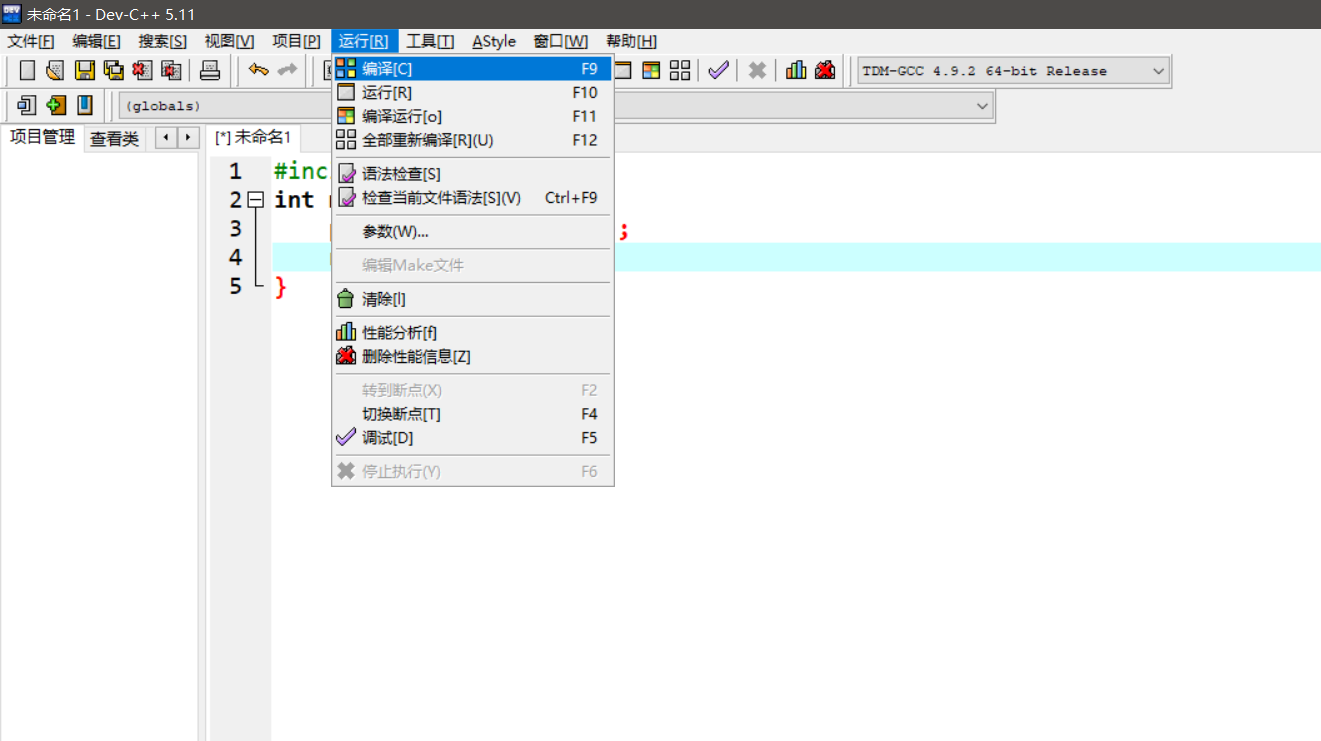 未命名1 - Dev-C++ 5.11
文件[F] 编辑[E] 搜索[S] 视图[V] 项目[P] 运行[R] 工具[T] AStyle 窗口[W] 帮助[H]
TDM-GCC 4.9.2 64-bit Release
(globals)
项目管理 查看类 [*] 未命名1
编译[C] F9
运行[R] F10
编译运行[o] F11
全部重新编译[R](U) F12
语法检查[S]
检查当前文件语法[S](V) Ctrl+F9
参数(W)...
编辑Make文件
清除[l]
性能分析[f]
删除性能信息[Z]
转到断点(X) F2
切换断点[T] F4
调试[D] F5
停止执行(Y) F6
1 #inc
2 int
3 ;
4
5 }